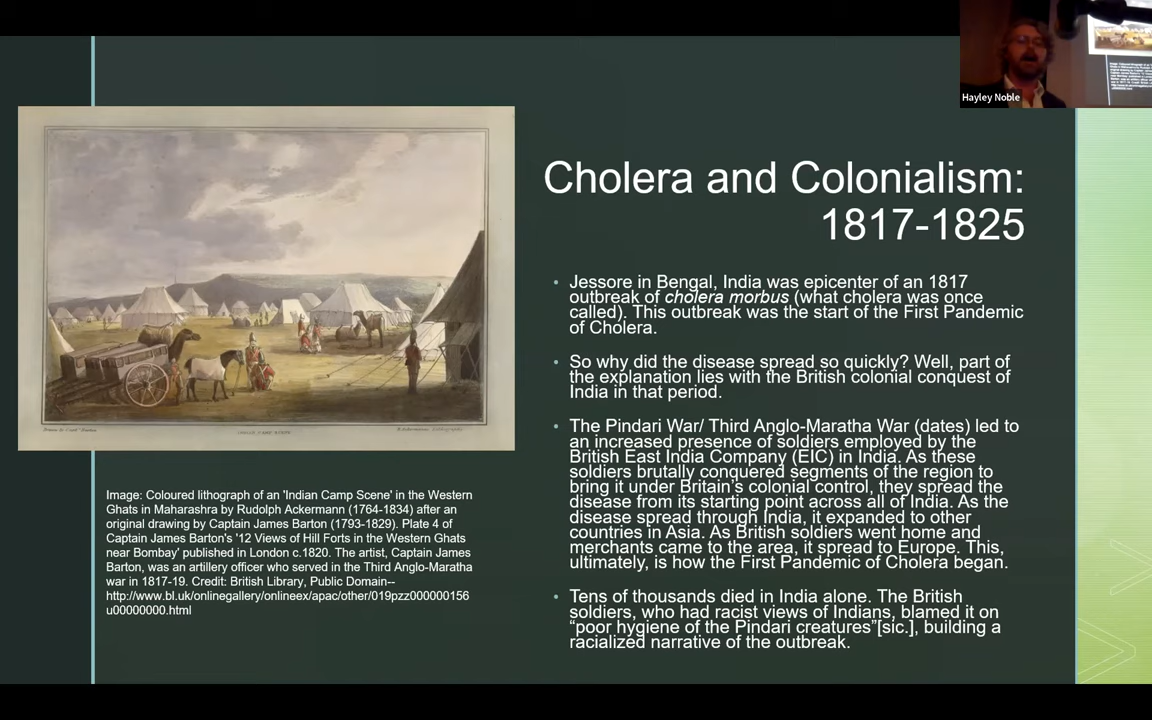 Hayley Noble
Cholera and Colonialism:
1817-1825
• Jessore in Bengal, India was epicenter of an 1817
outbreak of cholera morbus (what cholera was once
called). This outbreak was the start of the First Pandemic
of Cholera.
• So why did the disease spread so quickly? Well, part of
the explanation lies with the British colonial conquest of
India in that period.
• The Pindari War/ Third Anglo-Maratha War (dates) led to
an increased presence of soldiers employed by the
British East India Company (EIC) in India. As these
soldiers brutally conquered segments of the region to
bring it under Britain's colonial control, they spread the
disease from its starting point across all of India. As the
disease spread through India, it expanded to other
countries in Asia. As British soldiers went home and
merchants came to the area, it spread to Europe. This,
ultimately, is how the First Pandemic of Cholera began.
• Tens of thousands died in India alone. The British
soldiers, who had racist views of Indians, blamed it on
“poor hygiene of the Pindari creatures”[sic.], building a
racialized narrative of the outbreak.
Image: Coloured lithograph of an 'Indian Camp Scene' in the Western
Ghats in Maharashra by Rudolph Ackermann (1764-1834) after an
original drawing by Captain James Barton (1793-1829). Plate 4 of
Captain James Barton's '12 Views of Hill Forts in the Western Ghats
near Bombay' published in London c.1820. The artist, Captain James
Barton, was an artillery officer who served in the Third Anglo-Maratha
war in 1817-19. Credit: British Library, Public Domain--
http://www.bl.uk/onlinegallery/onlineex/apac/other/019pzz000000156
u00000000.html